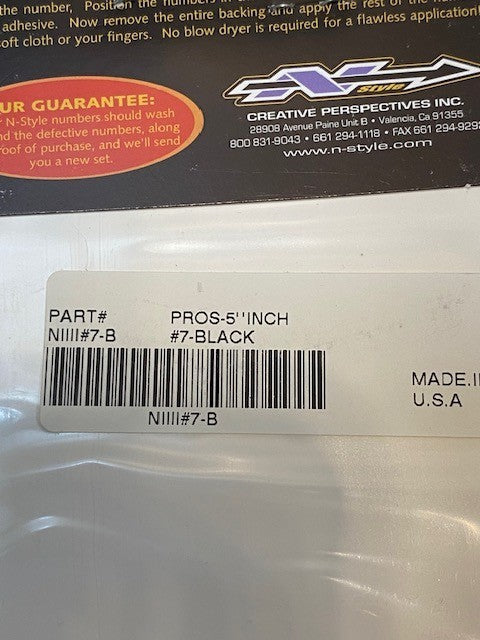 the number, Position the numbers in
adhesive. Now remove the entire backing and apply the rest of the
soft cloth or your fingers. No blow dryer is required for a flawless application!
UR GUARANTEE:
N-Style numbers should wash
nd the defective numbers, along
roof of purchase, and we'll send
you a new set.
N
Style
CREATIVE PERSPECTIVES INC.
28908 Avenue Paine Unit B • Valencia, Ca 91355
800 831-9043 • 661 294-1118 • FAX 661 294-929
www.n-style.com
PART# PROS-5''INCH
NIIII#7-B #7-BLACK
NIIII#7-B
MADE.I
U.S.A